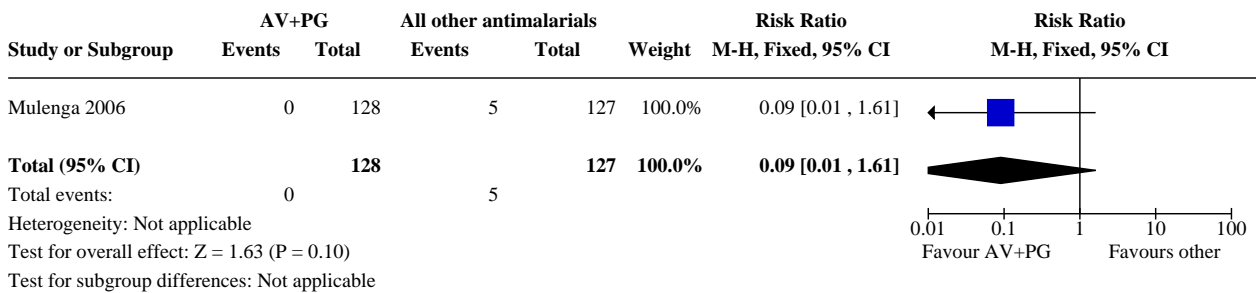 AV+PG All other antimalarials Risk Ratio Risk Ratio
Study or Subgroup Events Total Events Total Weight M-H, Fixed, 95% CI M-H, Fixed, 95% CI
Mulenga 2006 0 128 5 127 100.0% 0.09 [0.01 , 1.61]
Total (95% CI) 128 127 100.0% 0.09 [0.01 , 1.61]
Total events: 0 5
Heterogeneity: Not applicable
0.01 0.1 1 10 100
Test for overall effect: Z = 1.63 (P = 0.10) Favour AV+PG Favours other
Test for subgroup differences: Not applicable